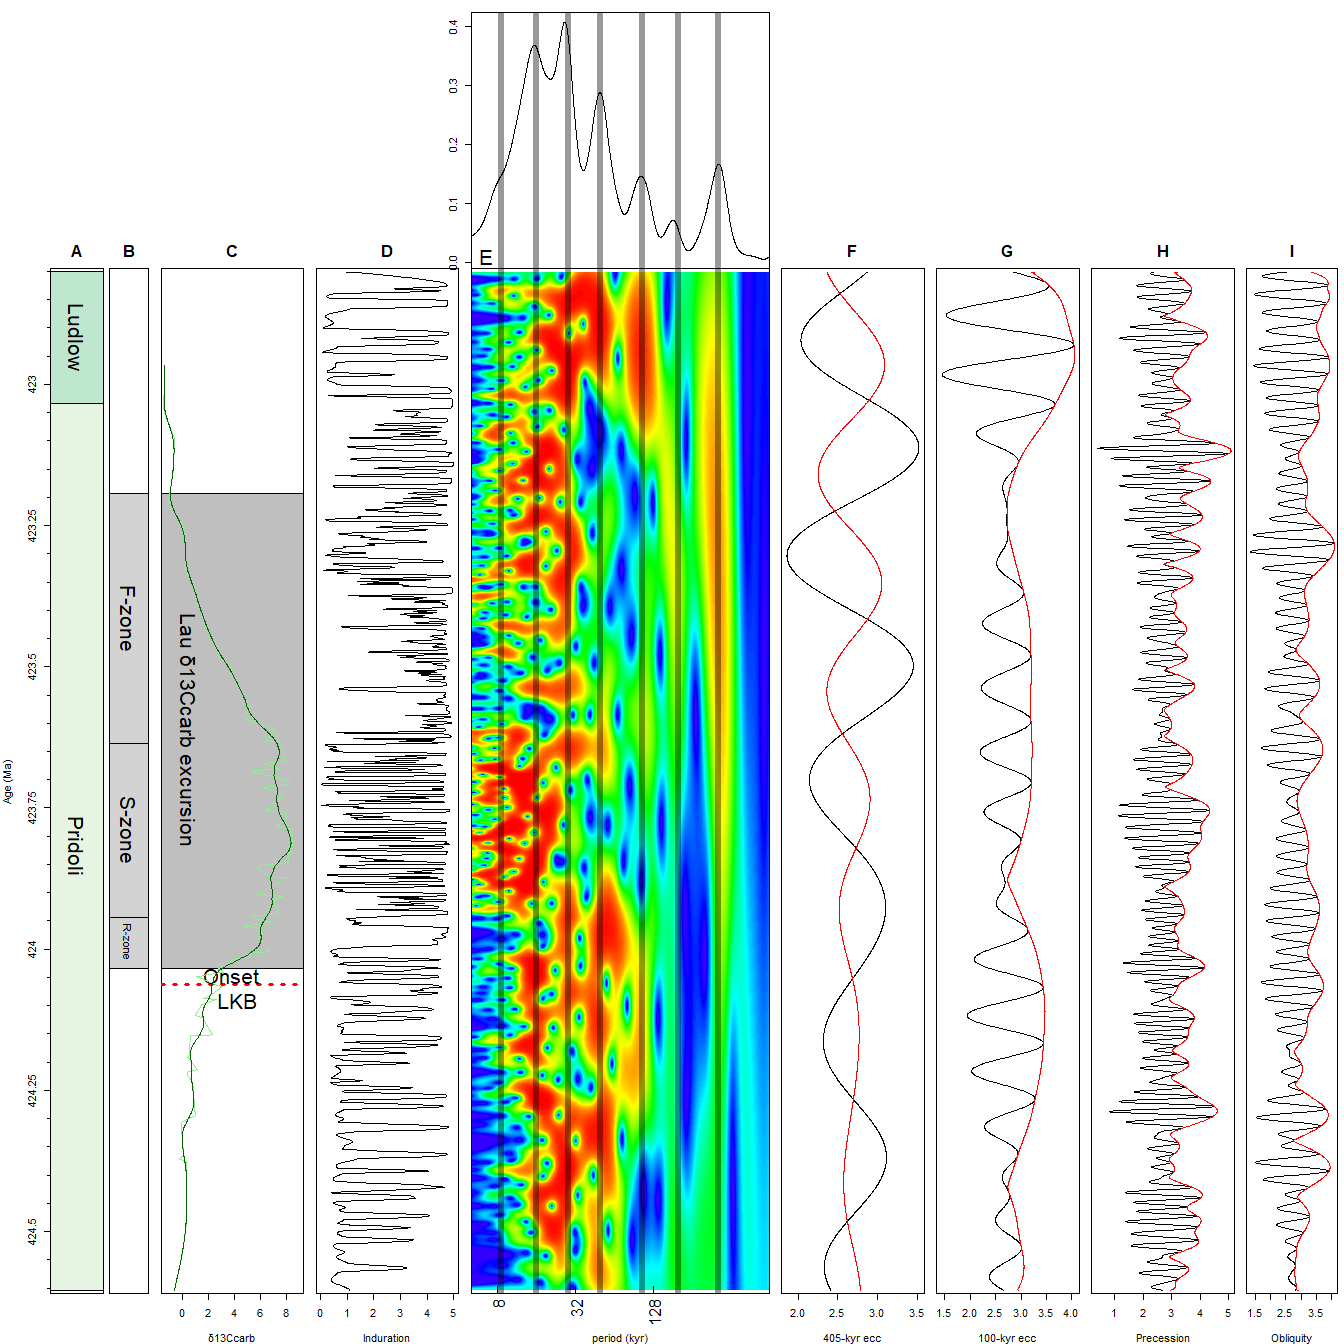 0.0 0.1 0.2 0.3 0.4
A B C D E F G H I
Age (Ma)
423 423.25 423.5 423.75 424 424.25 424.5
Ludlow
Pridoli
F-zone
S-zone
R-zone
Lau δ13Ccarb excursion
Onset
LKB
0 2 4 6 8
δ13Ccarb
0 1 2 3 4 5
Induration
8 32 128
period (kyr)
2.0 2.5 3.0 3.5
405-kyr ecc
1.5 2.0 2.5 3.0 3.5 4.0
100-kyr ecc
1 2 3 4 5
Precession
1.5 2.5 3.5
Obliquity